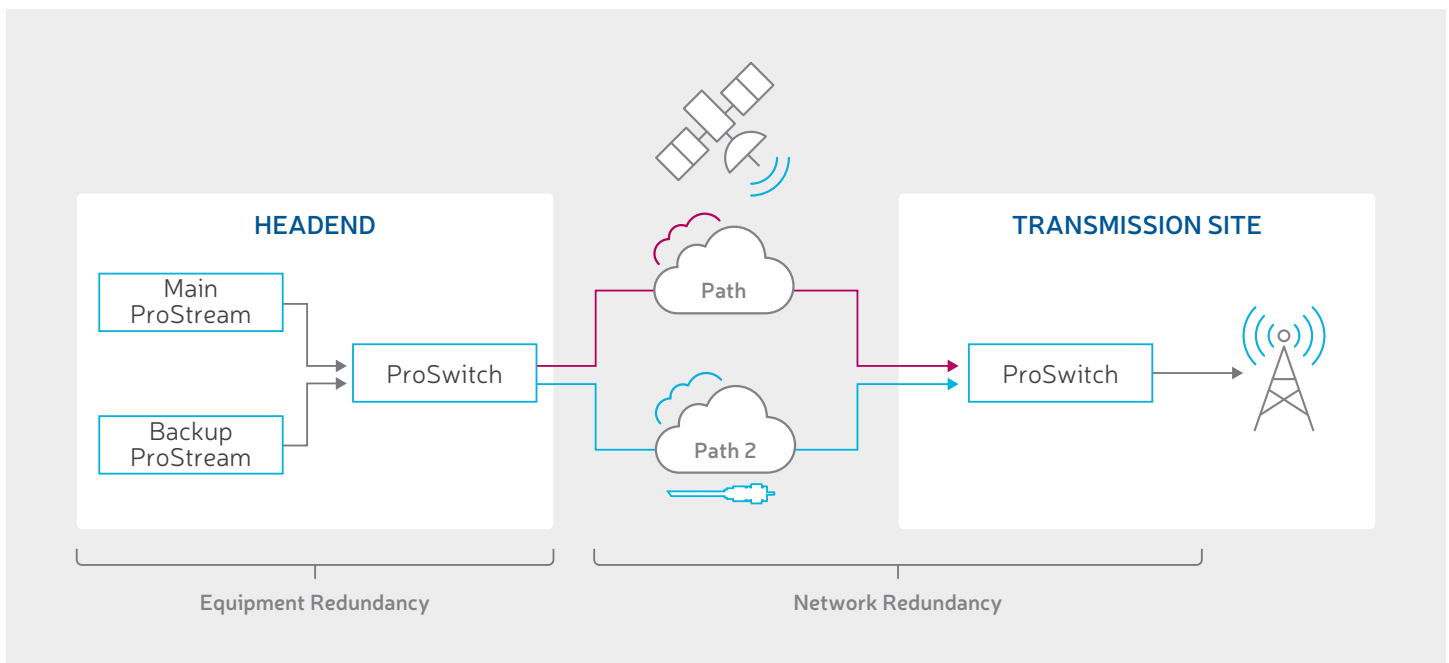 HEADEND
Main
ProStream
Backup
ProStream
ProSwitch
Path
Path 2
TRANSMISSION SITE
ProSwitch
Equipment Redundancy
Network Redundancy